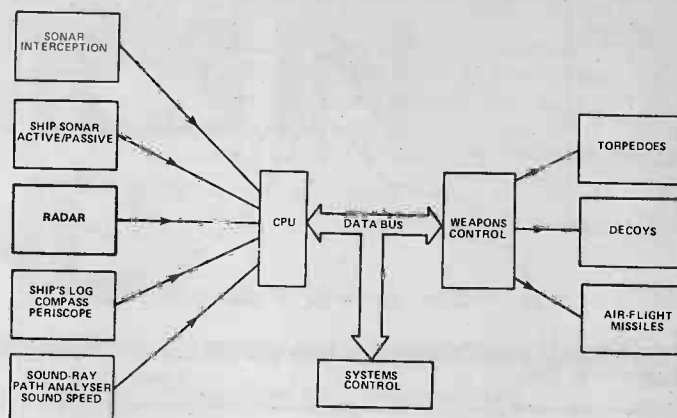 SONAR
INTERCEPTION
SHIP SONAR
ACTIVE/PASSIVE
RADAR
SHIP'S LOG
COMPASS
PERISCOPE
SOUND-RAY
PATH ANALYSER
SOUND SPEED
CPU
DATA BUS
SYSTEMS
CONTROL
WEAPONS
CONTROL
TORPEDOES
DECOYS
AIR-FLIGHT
MISSILES